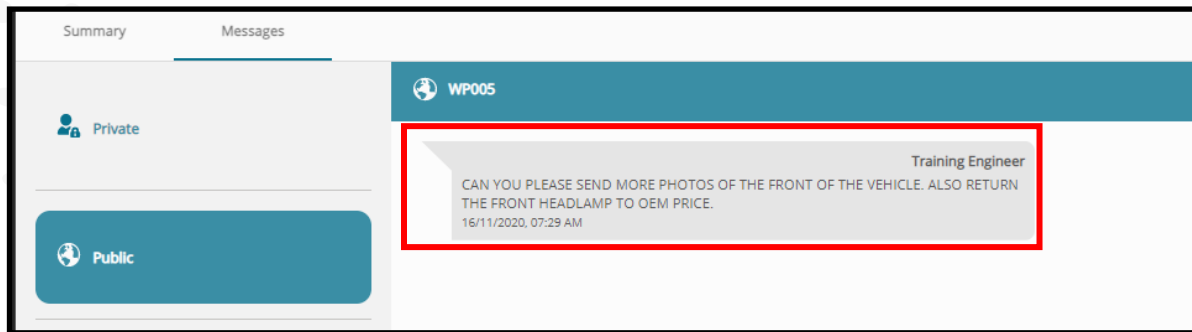 Summary
Messages
Private
Public
WP005
Training Engineer
CAN YOU PLEASE SEND MORE PHOTOS OF THE FRONT OF THE VEHICLE. ALSO RETURN
THE FRONT HEADLAMP TO OEM PRICE.
16/11/2020, 07:29 AM